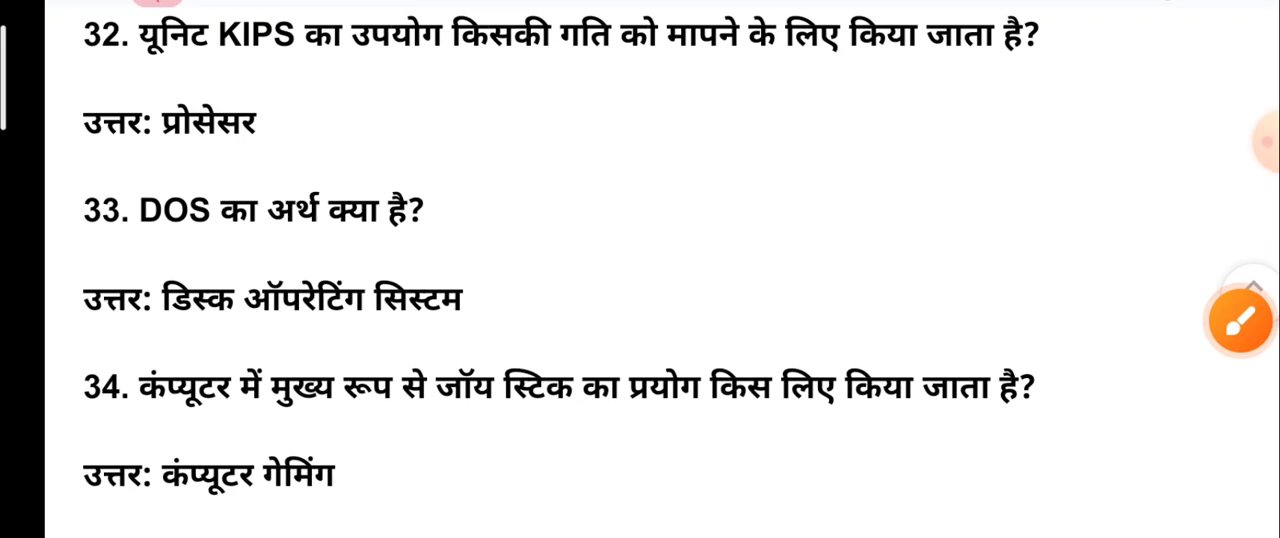 32. यूनिट KIPS का उपयोग किसकी गति को मापने के लिए किया जाता है?
उत्तर: प्रोसेसर
33. DOS का अर्थ क्या है?
उत्तर: डिस्क ऑपरेटिंग सिस्टम
34. कंप्यूटर में मुख्य रूप से जॉय स्टिक का प्रयोग किस लिए किया जाता है?
उत्तर: कंप्यूटर गेमिंग